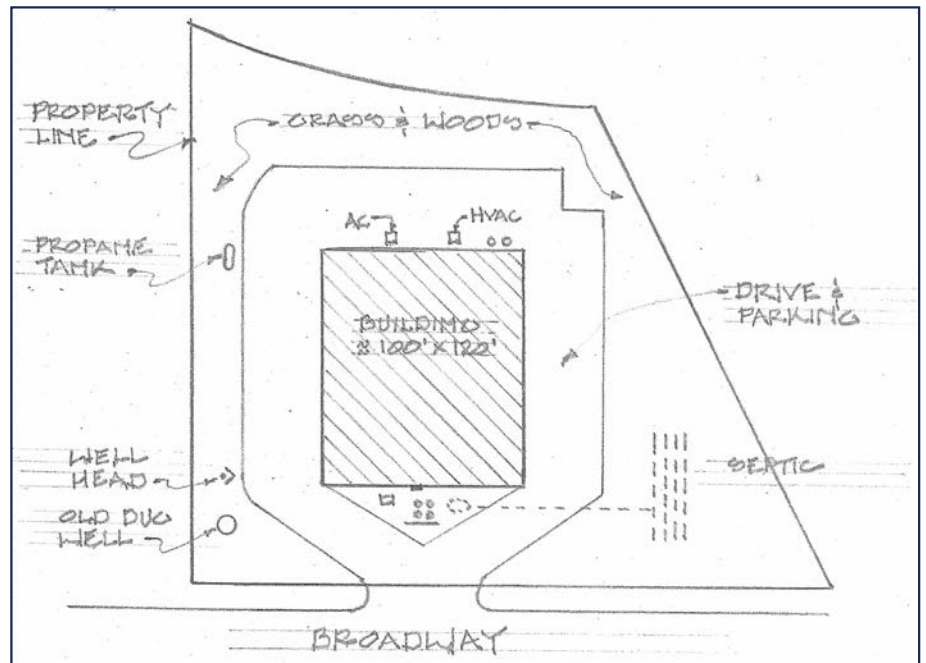 PROPERTY
LINE
GRASS & WOODS
AC
HVAC
PROPANE
TANK
DRIVE &
PARKING
BUILDING
≈ 100' X 122'
WELL
HEAD
SEPTIC
OLD DUG
WELL
BROADWAY